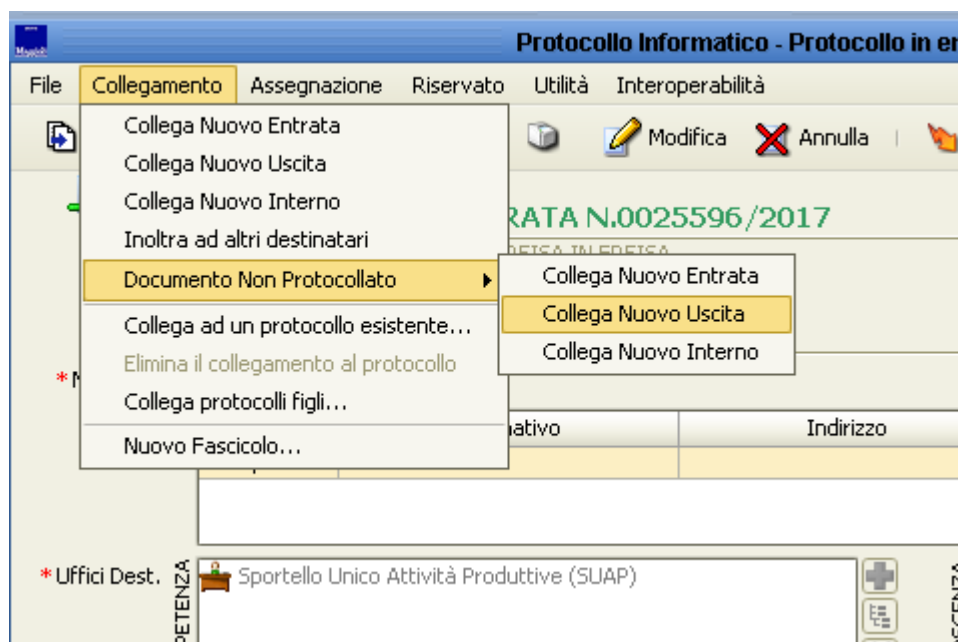 Protocollo Informatico - Protocollo in en
File Collegamento Assegnazione Riservato Utilità Interoperabilità
Collega Nuovo Entrata
Modifica Annulla
Collega Nuovo Uscita
Collega Nuovo Interno
RATA N.0025596/2017
Inoltra ad altri destinatari
Documento Non Protocollato
Collega Nuovo Entrata
Collega Nuovo Uscita
Collega Nuovo Interno
Collega ad un protocollo esistente...
Elimina il collegamento al protocollo
Collega protocolli figli...
Nuovo Fascicolo...
ativo Indirizzo
*Uffici Dest.
PETENZA
Sportello Unico Attività Produttive (SUAP)
SCENZA